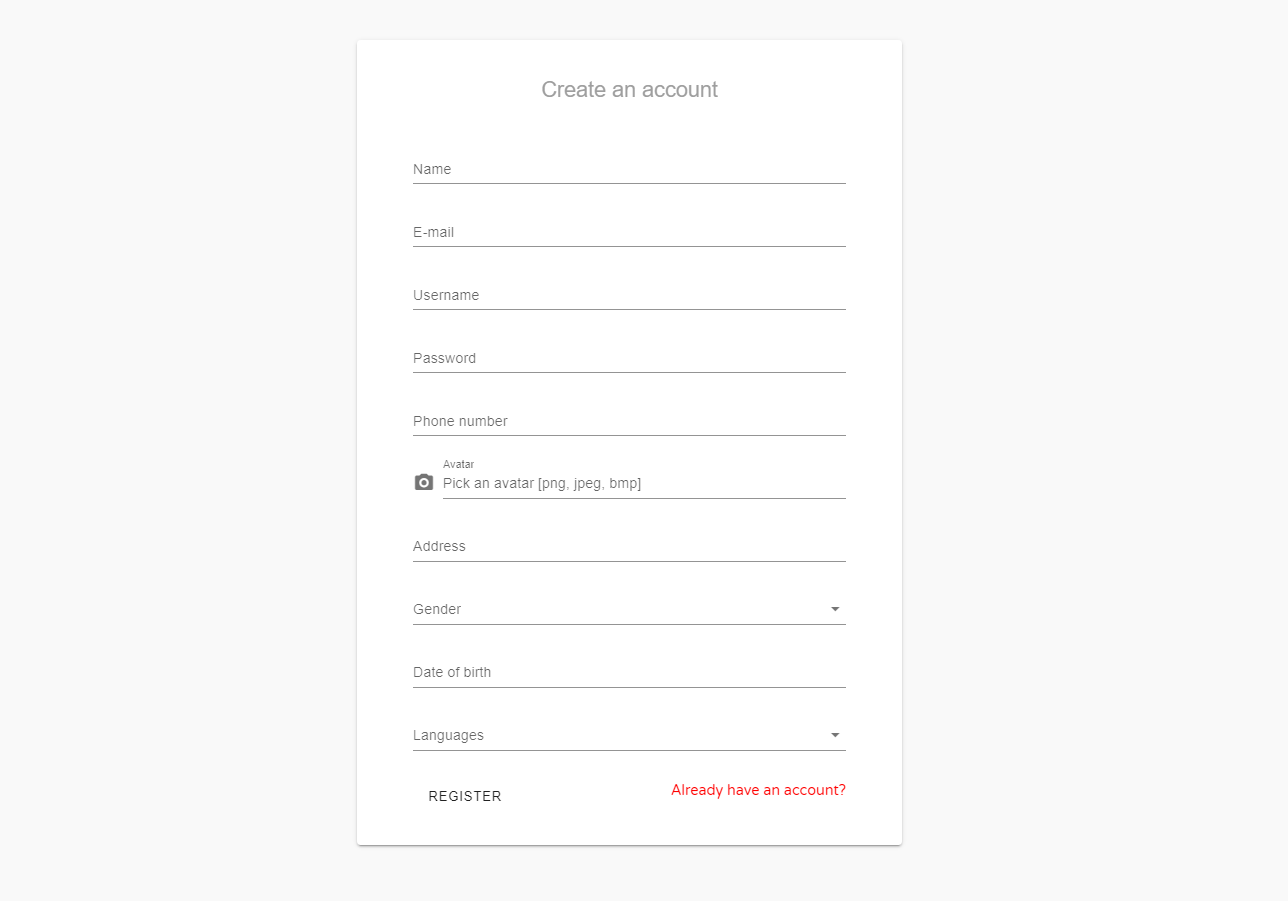 Create an account
Name
E-mail
Username
Password
Phone number
Avatar
Pick an avatar [png, jpeg, bmp]
Address
Gender
Date of birth
Languages
REGISTER
Already have an account?